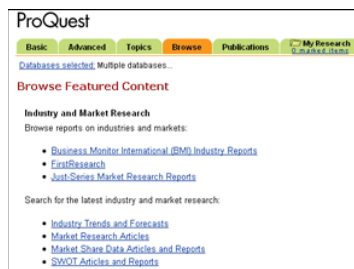 ProQuest
Basic Advanced Topics Browse Publications My Research
0 marked items
Databases selected: Multiple databases...
Browse Featured Content
Industry and Market Research
Browse reports on industries and markets:
Business Monitor International (BMI) Industry Reports
FirstResearch
Just-Series Market Research Reports
Search for the latest industry and market research:
Industry Trends and Forecasts
Market Research Articles
Market Share Data Articles and Reports
SWOT Articles and Reports